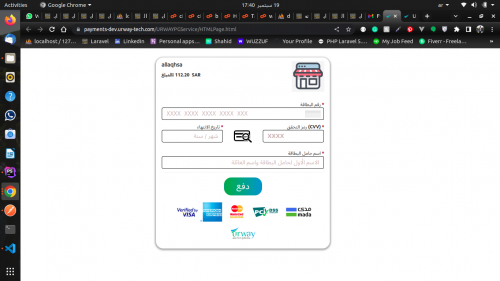 Activities
Google Chrome
19 سبتمبر 17:40
payments-dev.urway-tech.com/URWAYPGService/HTMLPage.html
localhost / 127...
Laravel
Linkedin
Personal apps...
Shahid
WUZZUF
Your Profile
PHP Laravel S...
My Job Feed
Fiverr - Freela...
allaqhsa
المبلغ 112.20 SAR
* رقم البطاقة
XXXX XXXX XXXX XXXX XXX
* تاريخ الانتهاء
شهر / سنة
* (CVV) رمز التحقق
XXXX
* اسم حامل البطاقة
الاسم الأول لحامل البطاقة واسم العائلة
دفع
Verified by
VISA
AMERICAN EXPRESS
MasterCard
PCI DSS
مدى
mada
urway